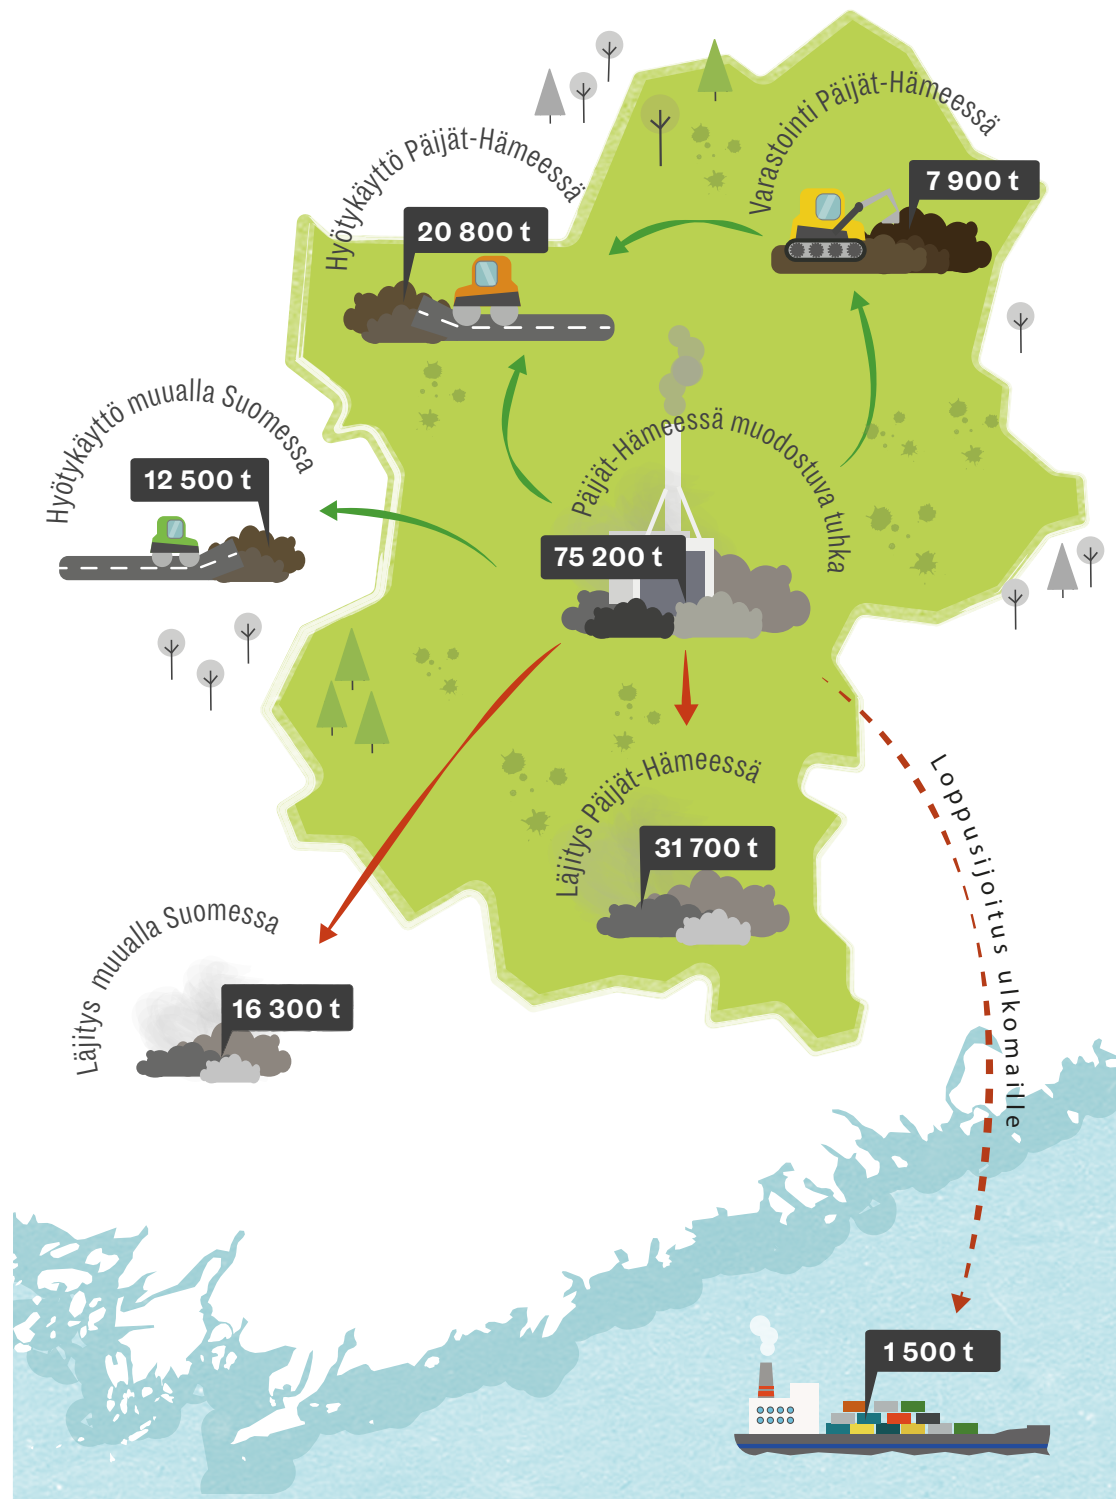 Varastointi Päijät-Hämeessä
7 900 t
Hyötykäyttö Päijät-Hämeessä
20 800 t
Hyötykäyttö muualla Suomessa
12 500 t
Päijät-Hämeessä muodostuva tuhka
75 200 t
Läjitys Päijät-Hämeessä
31 700 t
Läjitys muualla Suomessa
16 300 t
Loppusijoitus ulkomaille
1 500 t